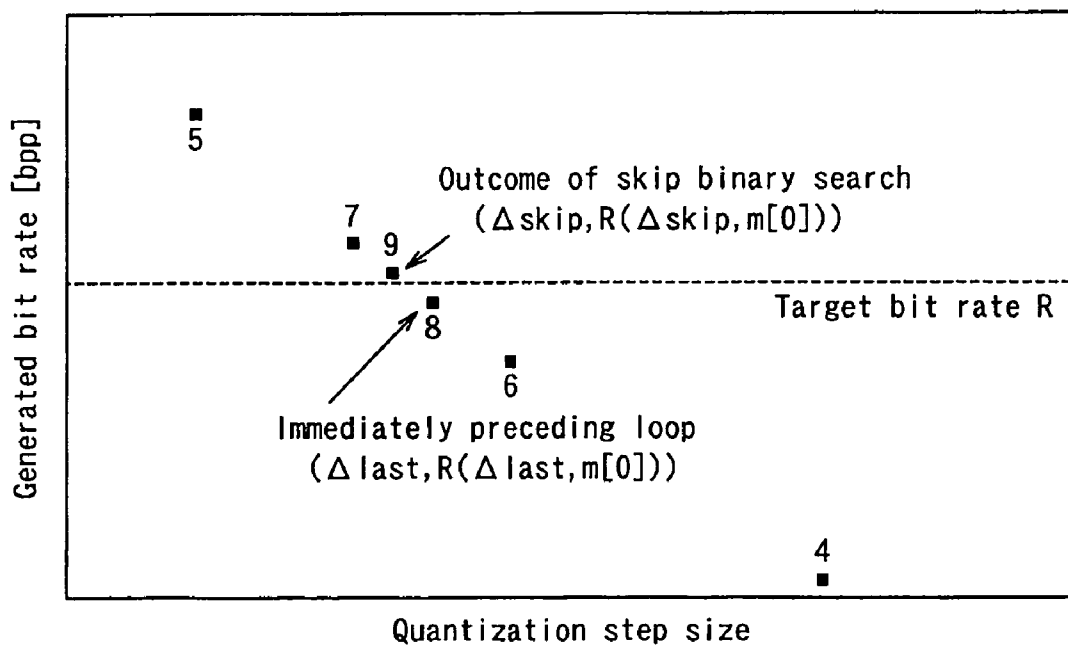 Generated bit rate [bpp]
5
Outcome of skip binary search
(Δskip,R(Δskip,m[0]))
7
9
Target bit rate R
8
6
Immediately preceding loop
(Δlast,R(Δlast,m[0]))
4
Quantization step size